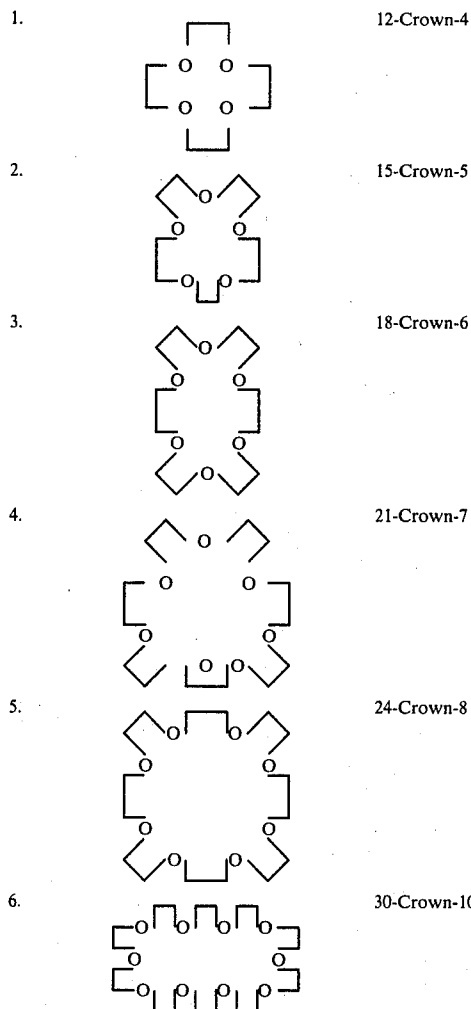 1. 12-Crown-4
O O
O O
2. 15-Crown-5
O
O O
O O
3. 18-Crown-6
O
O O
O O
O
4. 21-Crown-7
O
O O
O O
O O
5. 24-Crown-8
O O
O O
O O
O O
6. 30-Crown-10
O O O O
O O
O O O O